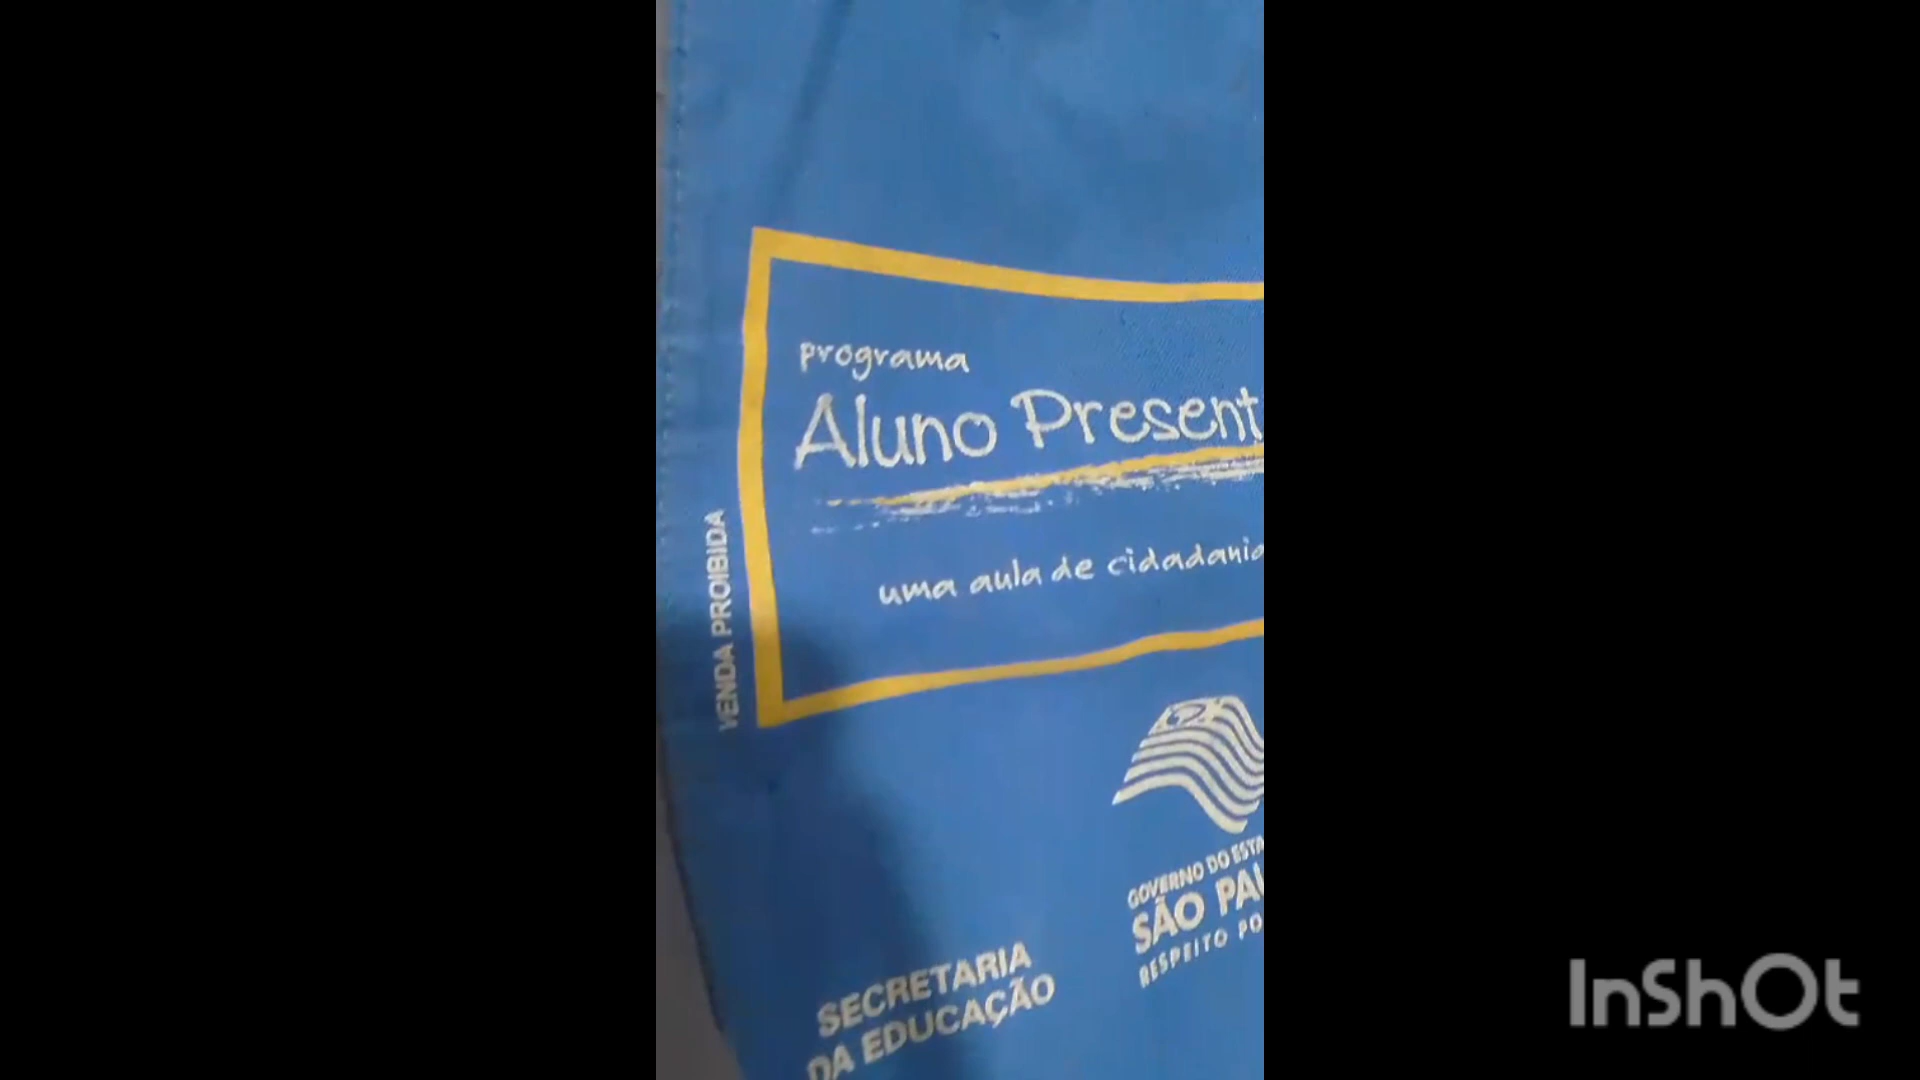 programa
Aluno Present
uma aula de cidadania
VENDA PROIBIDA
GOVERNO DO ESTA
SÃO PAU
RESPEITO PO
SECRETARIA
DA EDUCAÇÃO
InShOt